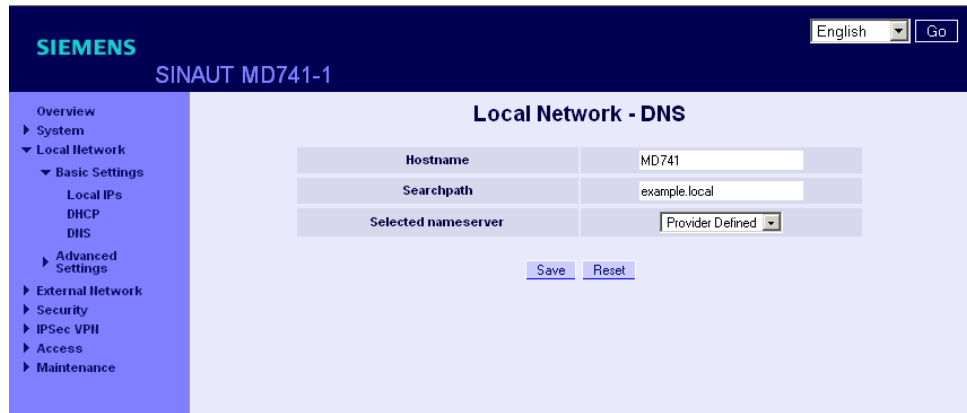 English
Go
SIEMENS
SINAUT MD741-1
Overview
System
Local Network
Basic Settings
Local IPs
DHCP
DNS
Advanced
Settings
External Network
Security
IPSec VPN
Access
Maintenance
Local Network - DNS
Hostname MD741
Searchpath example.local
Selected nameserver Provider Defined
Save Reset